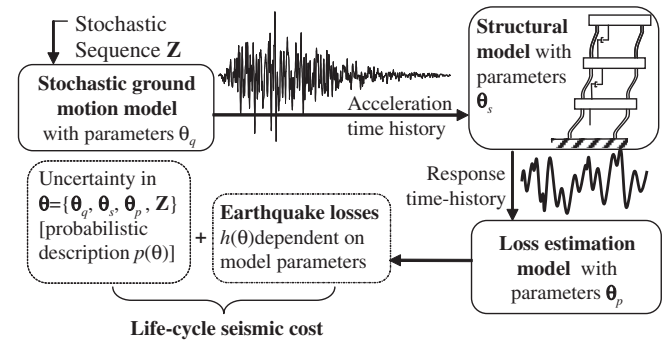 Stochastic
Sequence Z
Stochastic ground
motion model
with parameters θq
Acceleration
time history
Structural
model with
parameters
θs
Response
time-history
Loss estimation
model with
parameters θp
Earthquake losses
h(θ)dependent on
model parameters
+
Uncertainty in
θ={θq, θs, θp , Z}
[probabilistic
description p(θ)]
Life-cycle seismic cost